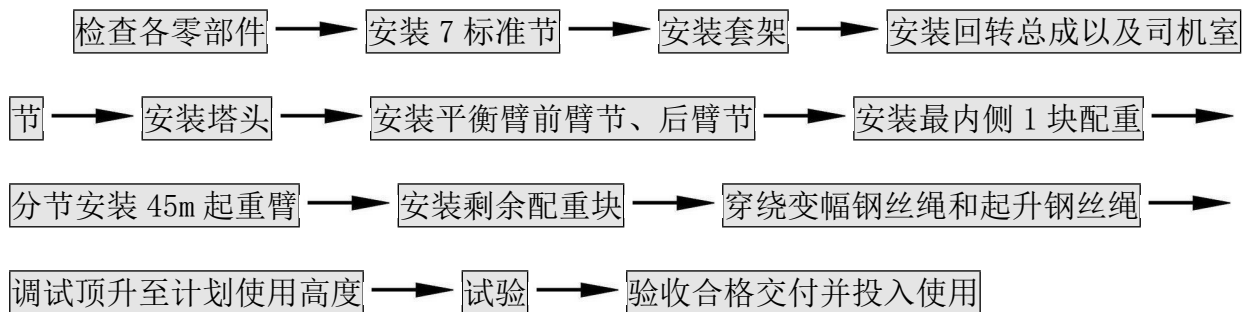 检查各零部件 → 安装 7 标准节 → 安装套架 → 安装回转总成以及司机室
节 → 安装塔头 → 安装平衡臂前臂节、后臂节 → 安装最内侧 1 块配重 →
分节安装 45m 起重臂 → 安装剩余配重块 → 穿绕变幅钢丝绳和起升钢丝绳 →
调试顶升至计划使用高度 → 试验 → 验收合格交付并投入使用